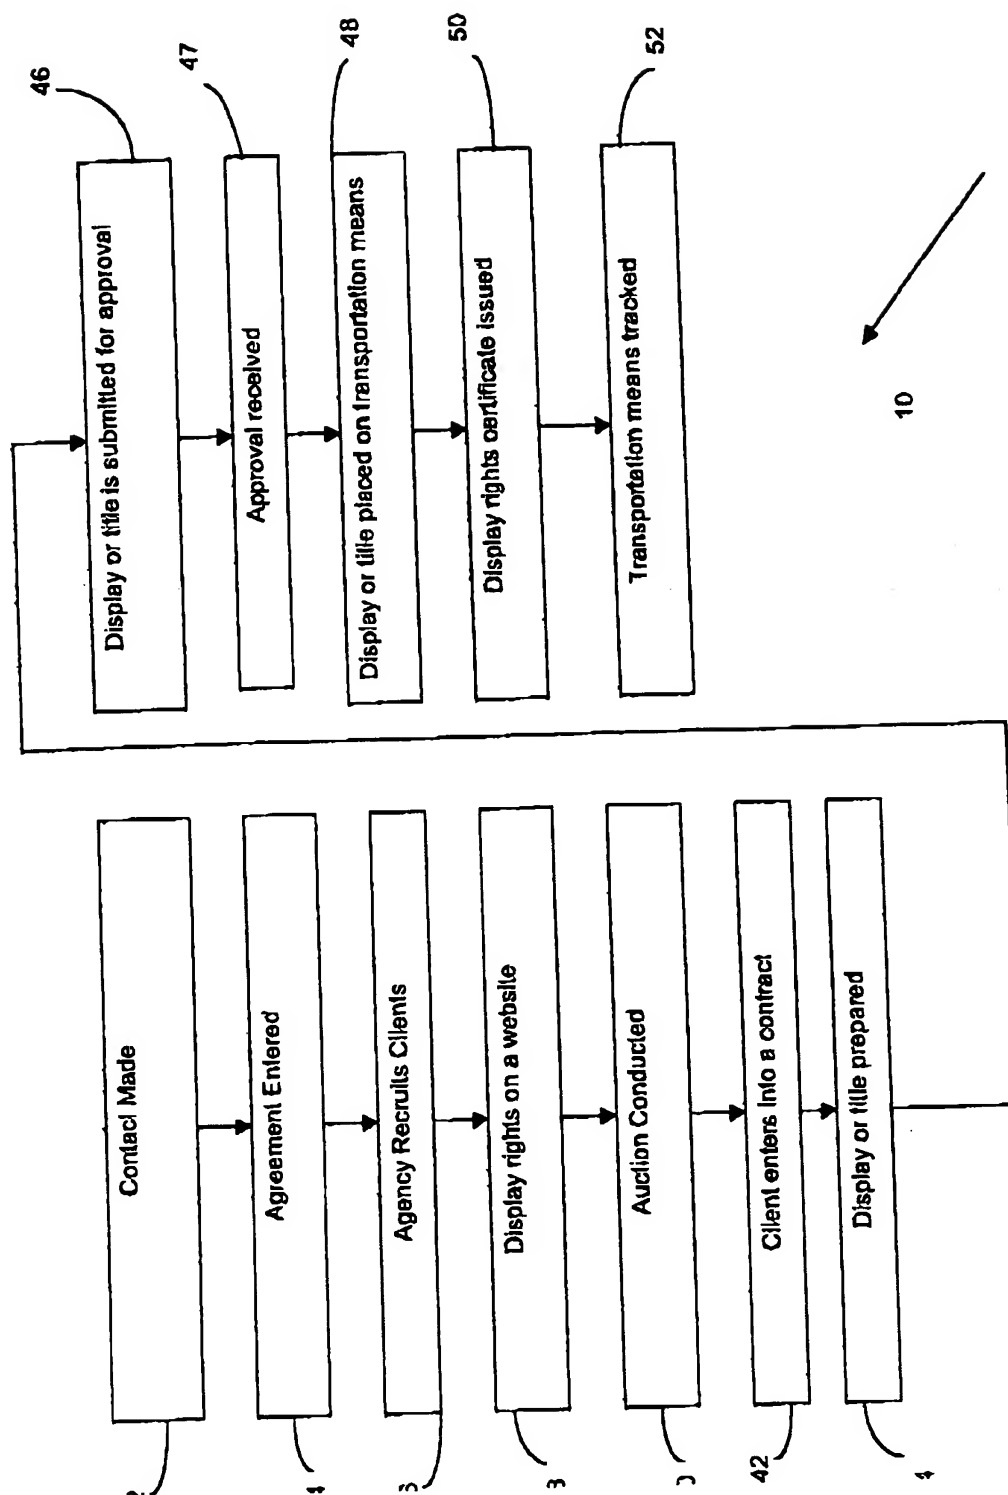 Contact Made
Agreement Entered
Agency Recruits Clients
Display rights on a website
Auction Conducted
42
Client enters into a contract
Display or title prepared
46
Display or title is submitted for approval
47
Approval received
48
Display or title placed on transportation means
50
Display rights certificate issued
52
Transportation means tracked
10